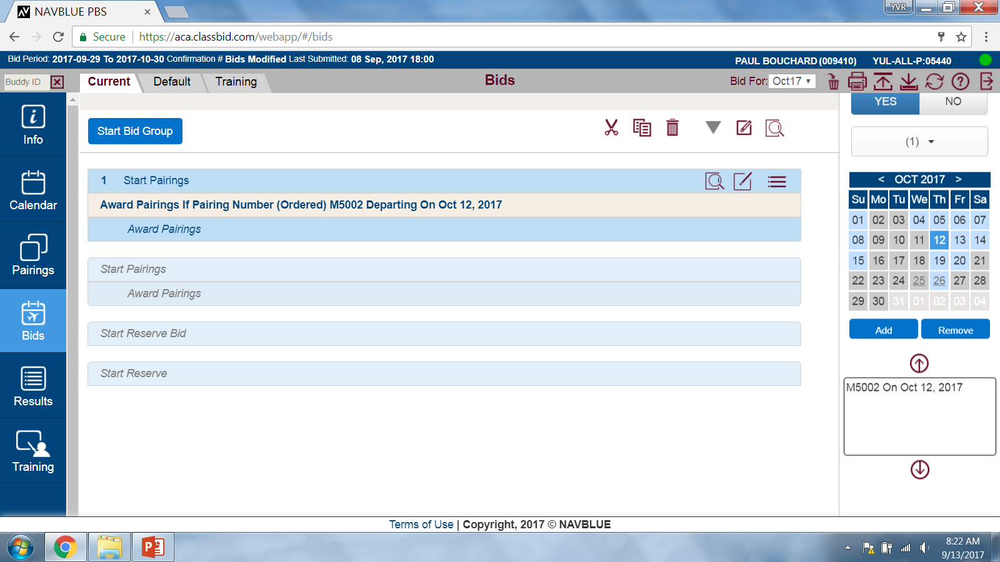 NAVBLUE PBS
YVR
Secure
https://aca.classbid.com/webapp/#/bids
Bid Period: 2017-09-29 To 2017-10-30 Confirmation # Bids Modified Last Submitted: 08 Sep, 2017 18:00
PAUL BOUCHARD (009410) YUL-ALL-P:05440
Buddy ID
Current Default Training
Bids
Bid For: Oct17
Info
Calendar
Pairings
Bids
Results
Training
Start Bid Group
1 Start Pairings
Award Pairings If Pairing Number (Ordered) M5002 Departing On Oct 12, 2017
Award Pairings
Start Pairings
Award Pairings
Start Reserve Bid
Start Reserve
YES NO
(1)
< OCT 2017 >
Su Mo Tu We Th Fr Sa
01 02 03 04 05 06 07
08 09 10 11 12 13 14
15 16 17 18 19 20 21
22 23 24 25 26 27 28
29 30 31 01 02 03 04
Add Remove
M5002 On Oct 12, 2017
Terms of Use | Copyright, 2017 © NAVBLUE
8:22 AM
9/13/2017